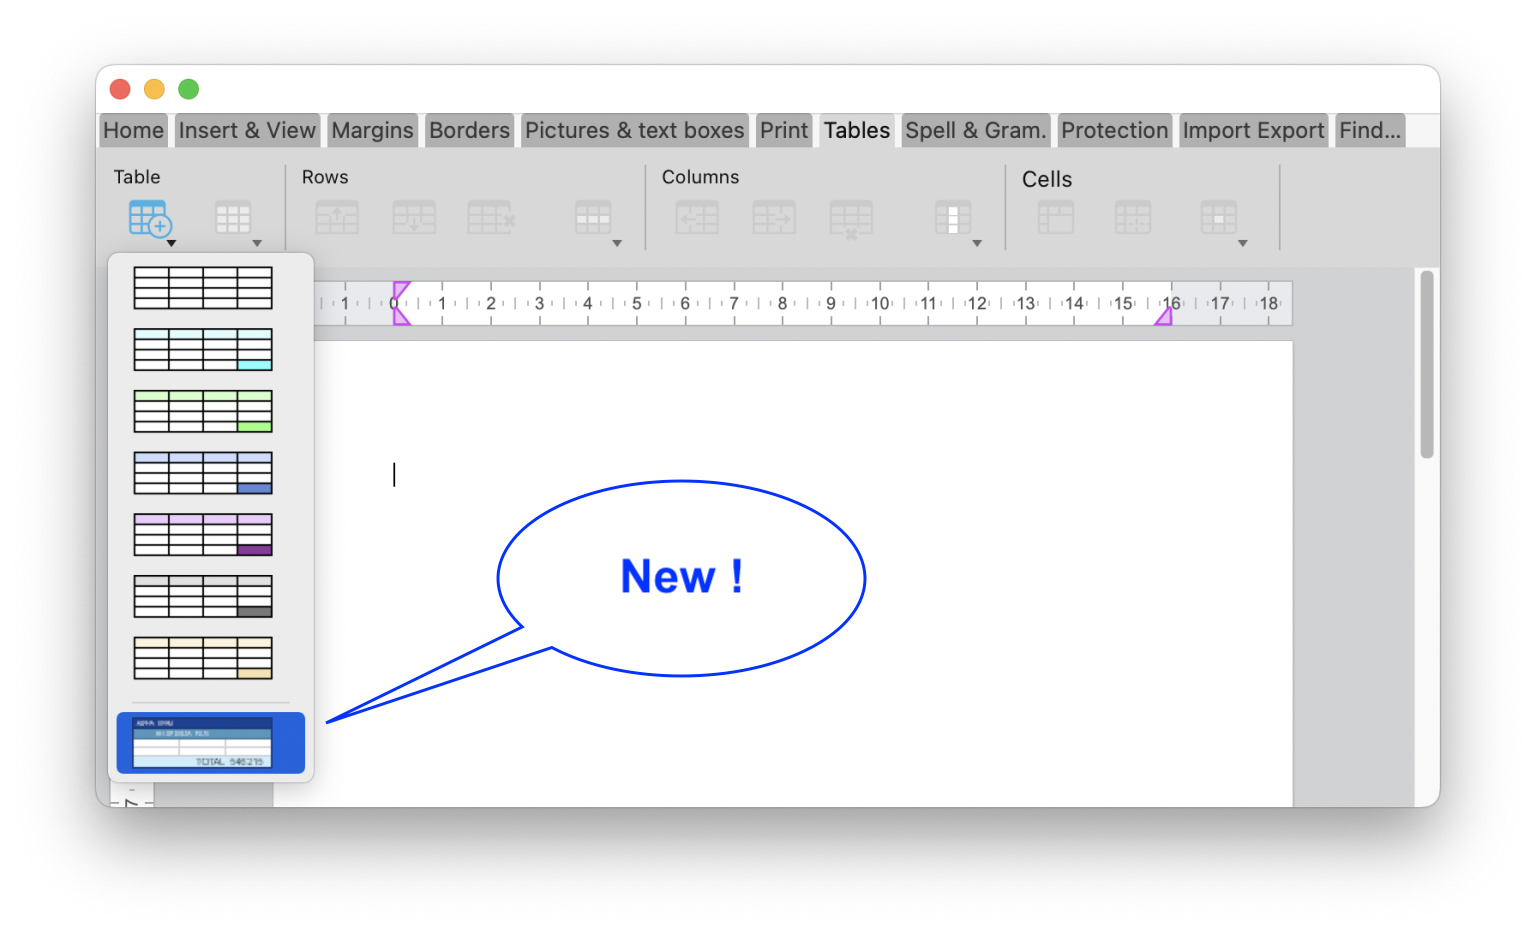 Home Insert & View Margins Borders Pictures & text boxes Print Tables Spell & Gram. Protection Import Export Find...
Table Rows Columns Cells
1 0 1 2 3 4 5 6 7 8 9 10 11 12 13 14 15 16 17 18
New !
TOTAL
7